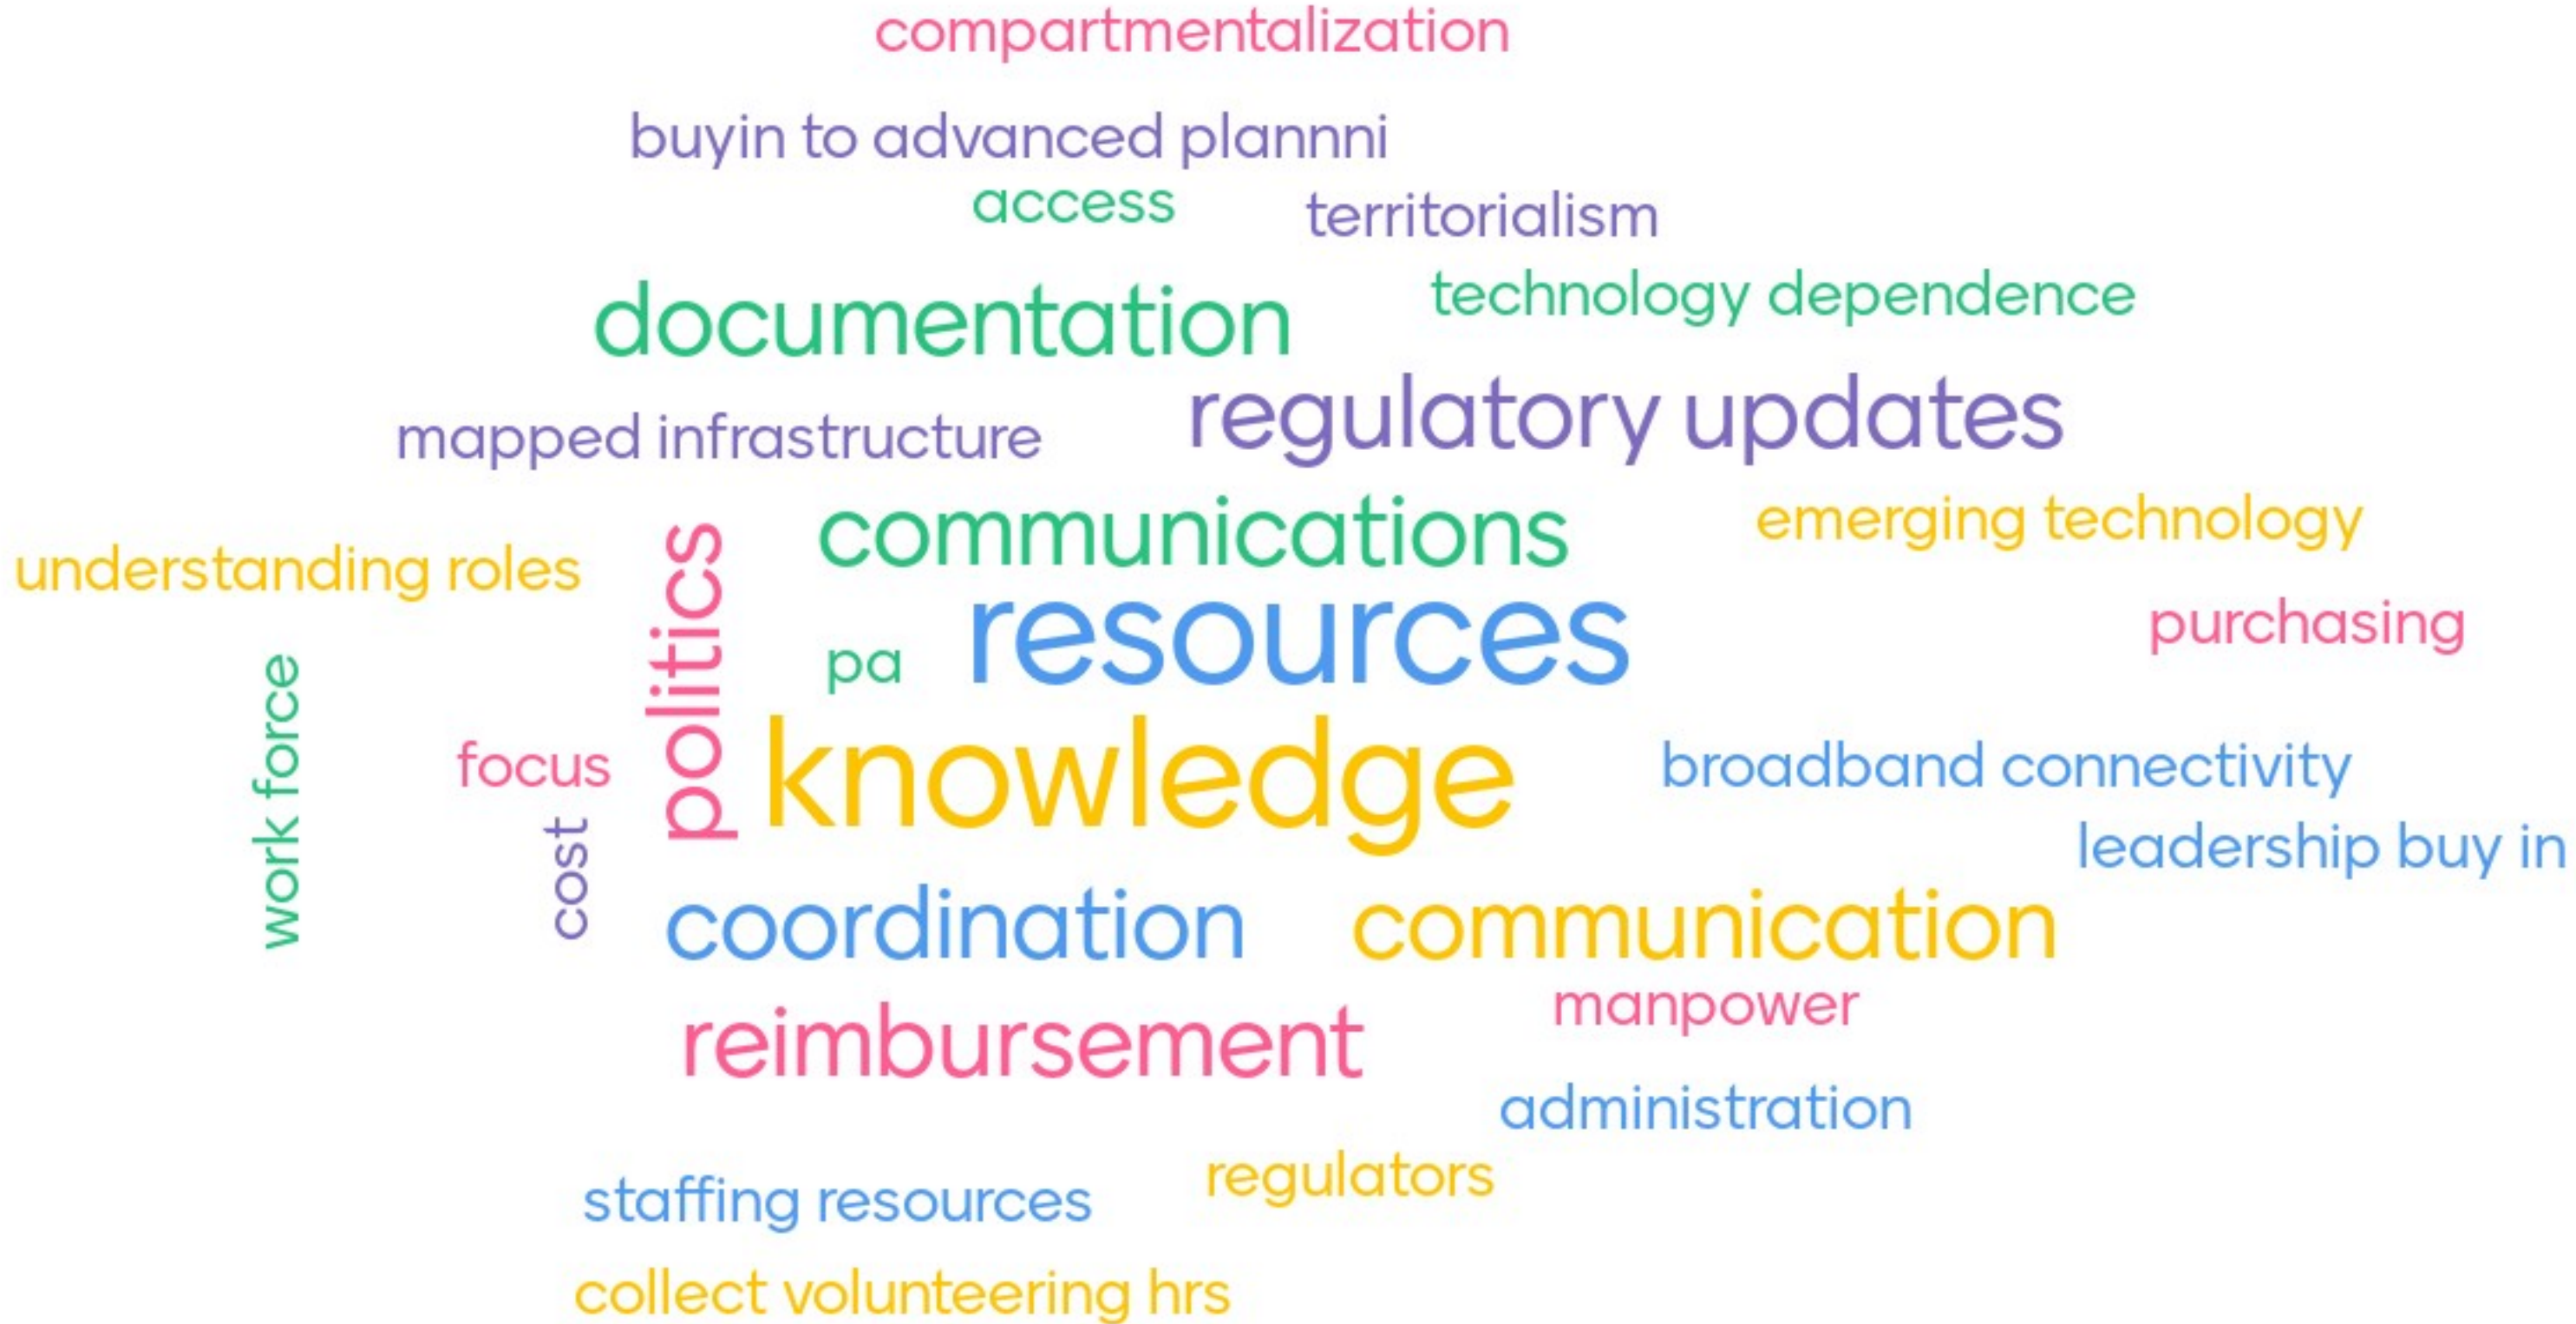 compartmentalization
buyin to advanced plannni
access
territorialism
technology dependence
documentation
regulatory updates
mapped infrastructure
communications
emerging technology
understanding roles
politics
resources
purchasing
pa
work force
focus
knowledge
broadband connectivity
cost
leadership buy in
coordination
communication
manpower
reimbursement
administration
regulators
staffing resources
collect volunteering hrs